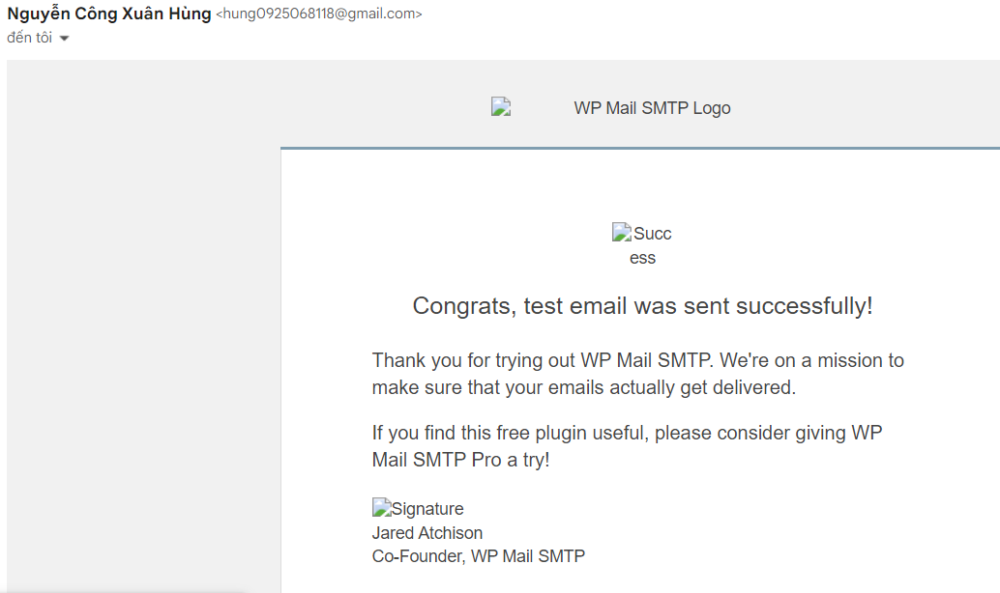 Nguyễn Công Xuân Hùng <hung0925068118@gmail.com>
đến tôi
WP Mail SMTP Logo
Succ
ess
Congrats, test email was sent successfully!
Thank you for trying out WP Mail SMTP. We're on a mission to
make sure that your emails actually get delivered.
If you find this free plugin useful, please consider giving WP
Mail SMTP Pro a try!
Signature
Jared Atchison
Co-Founder, WP Mail SMTP